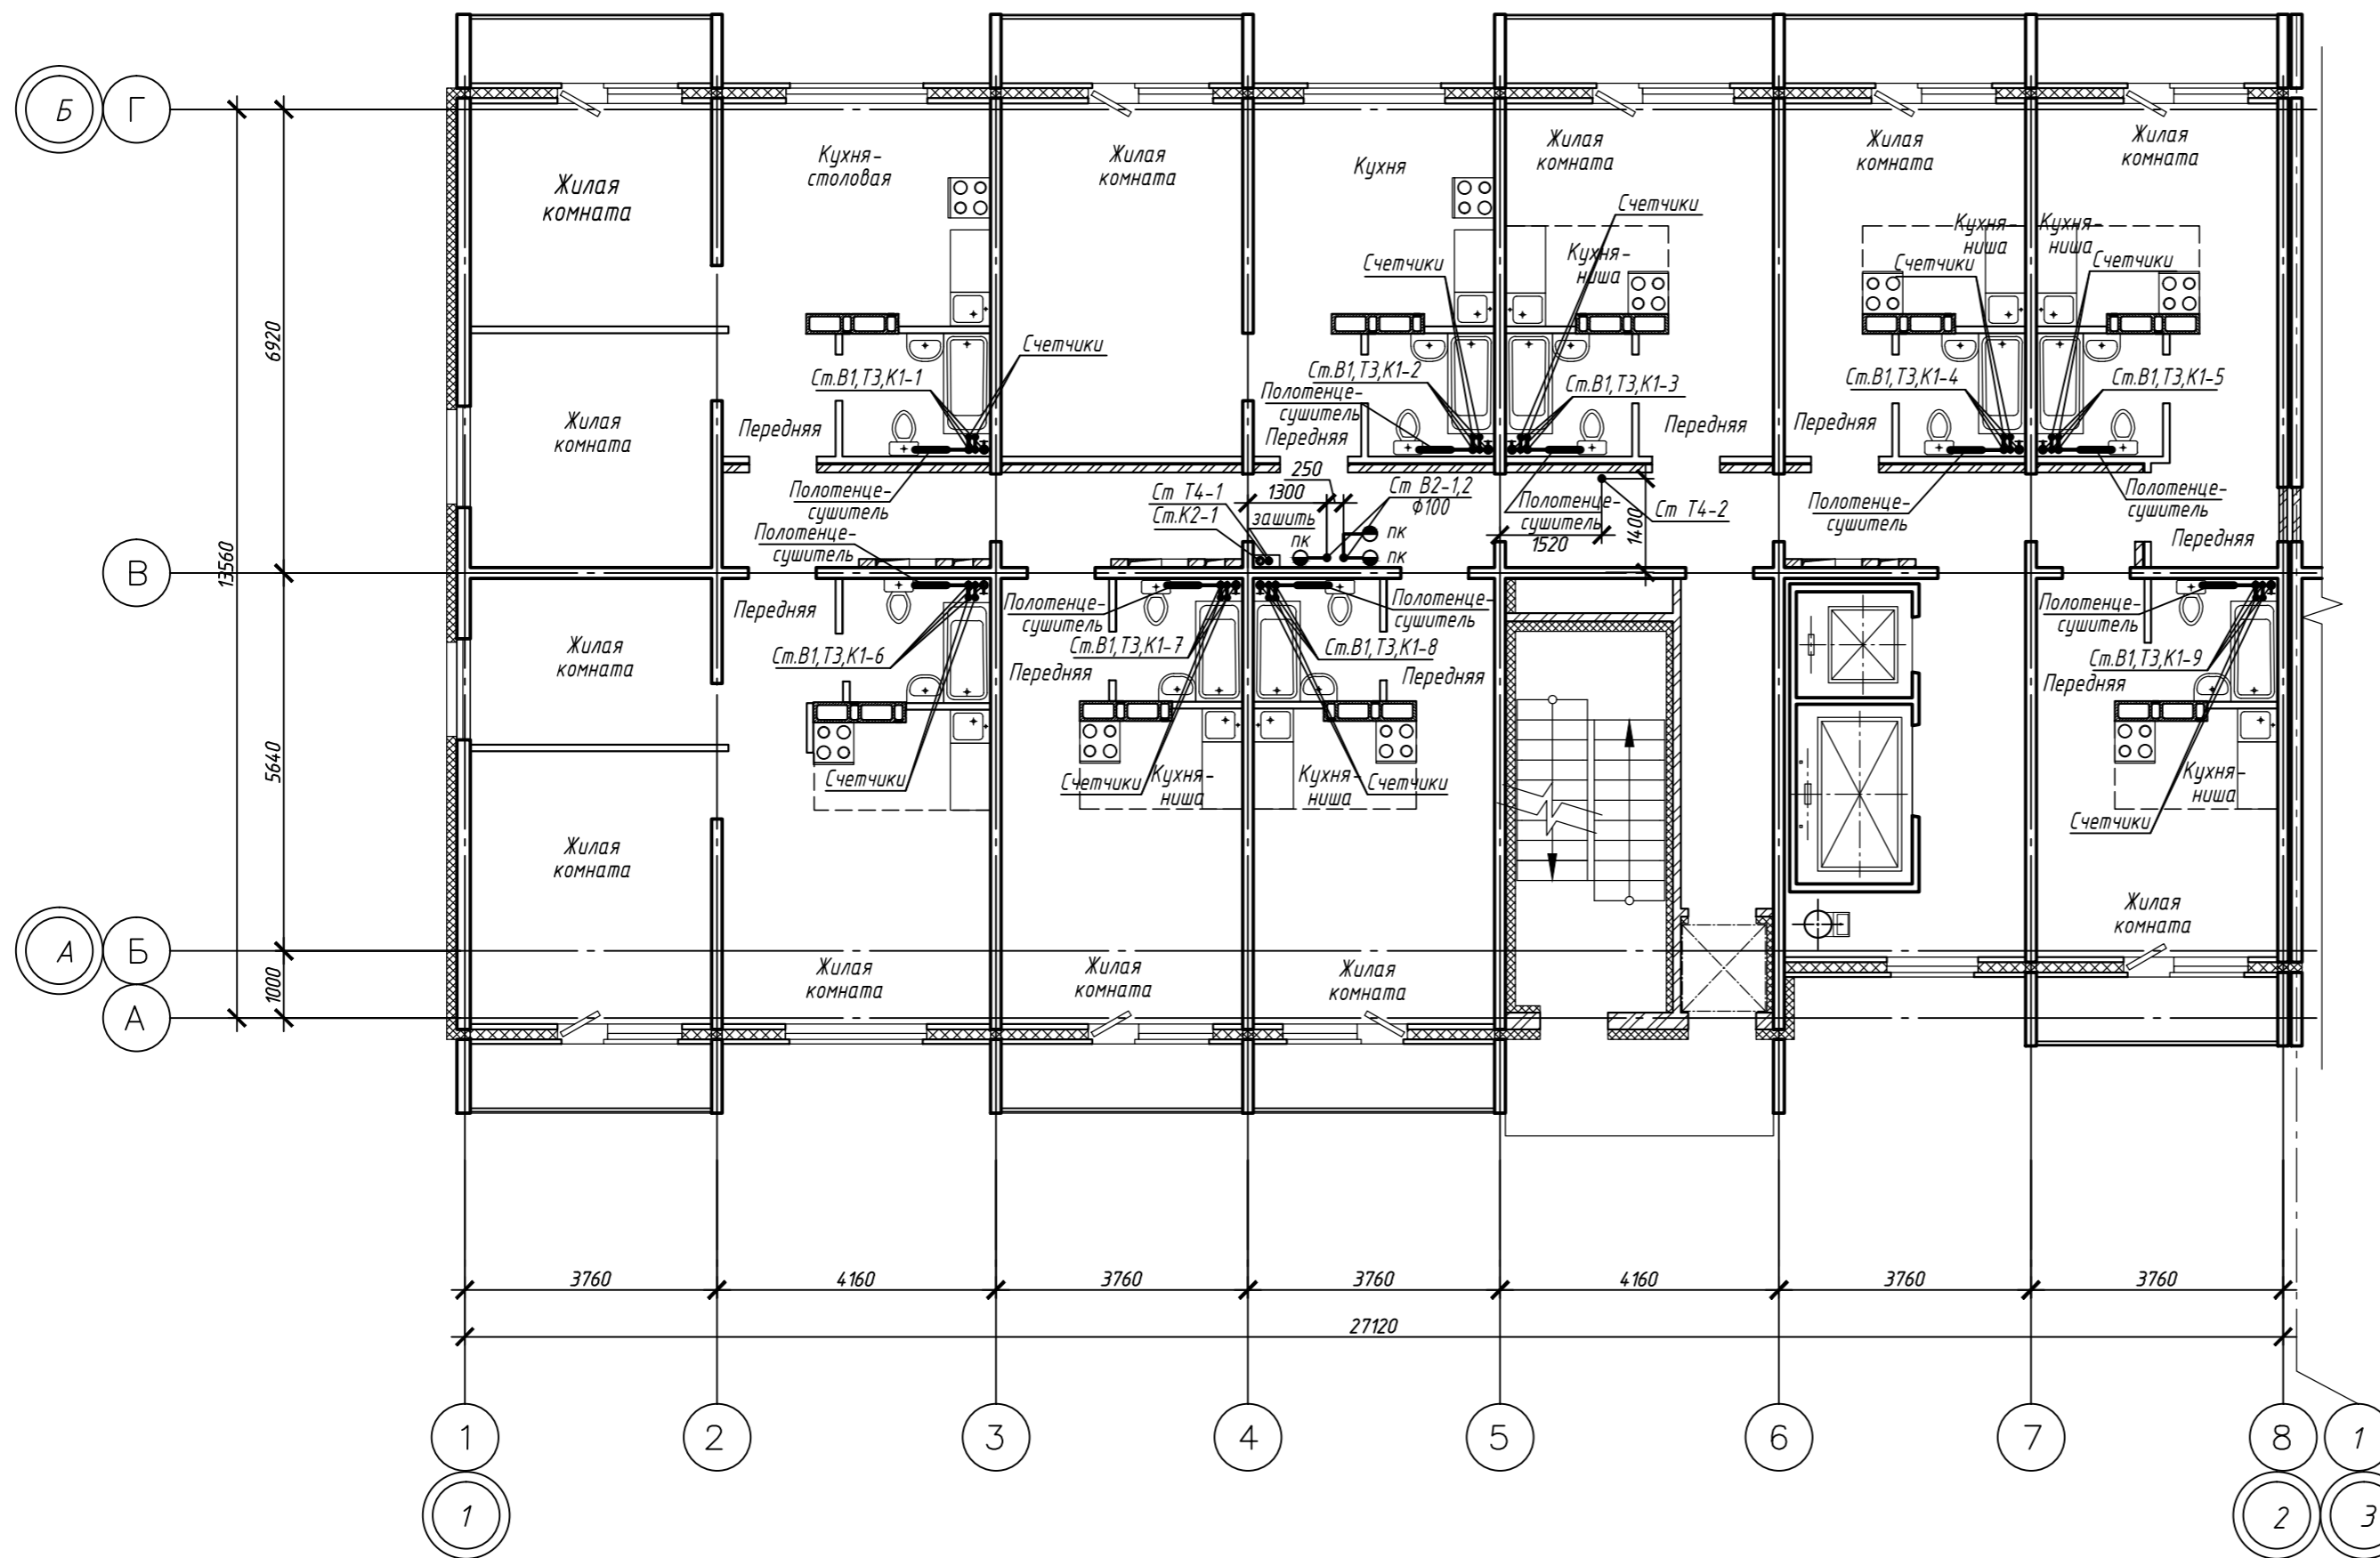 Б
Г
Жилая
комната
Кухня-
столовая
Жилая
комната
Кухня
Жилая
комната
Жилая
комната
Жилая
комната
Счетчики
Кухня-
ниша
Счетчики
Кухня-
ниша
Счетчики
Кухня-
ниша
Счетчики
6920
13560
Счетчики
Ст.В1,Т3,К1-1
Ст.В1,Т3,К1-2
Полотенце-
сушитель
Ст.В1,Т3,К1-3
Ст.В1,Т3,К1-4
Ст.В1,Т3,К1-5
Жилая
комната
Передняя
Передняя
Передняя
Передняя
250
Полотенце-
сушитель
Ст Т4-1
1300
Ст В2-1,2
ф100
Ст.К2-1
зашить
Полотенце-
сушитель
1520
Ст Т4-2
1400
Полотенце-
сушитель
Полотенце-
сушитель
Передняя
Полотенце-
сушитель
пк
пк
пк
В
Передняя
Полотенце-
сушитель
Полотенце-
сушитель
Полотенце-
сушитель
Жилая
комната
Ст.В1,Т3,К1-6
Ст.В1,Т3,К1-7
Ст.В1,Т3,К1-8
Ст.В1,Т3,К1-9
Передняя
Передняя
Передняя
5640
Счетчики
Счетчики
Кухня-
ниша
Кухня-
ниша
Счетчики
Кухня-
ниша
Счетчики
Жилая
комната
Жилая
комната
А
Б
Жилая
комната
Жилая
комната
Жилая
комната
1000
А
3760
4160
3760
3760
4160
3760
3760
27120
1
2
3
4
5
6
7
8
1
1
2
3